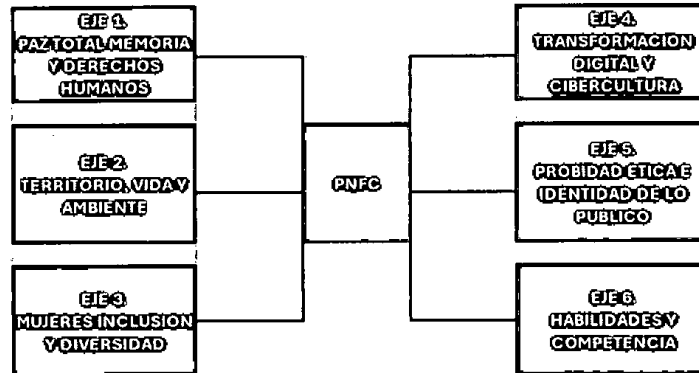 EJE 1.
PAZ TOTAL MEMORIA
Y DERECHOS
HUMANOS
EJE 2.
TERRITORIO, VIDA Y
AMBIENTE
EJE 3.
MUJERES INCLUSION
Y DIVERSIDAD
PNFC
EJE 4.
TRANSFORMACION
DIGITAL Y
CIBERCULTURA
EJE 5.
PROBIDAD ETICA E
IDENTIDAD DE LO
PUBLICO
EJE 6.
HABILIDADES Y
COMPETENCIA